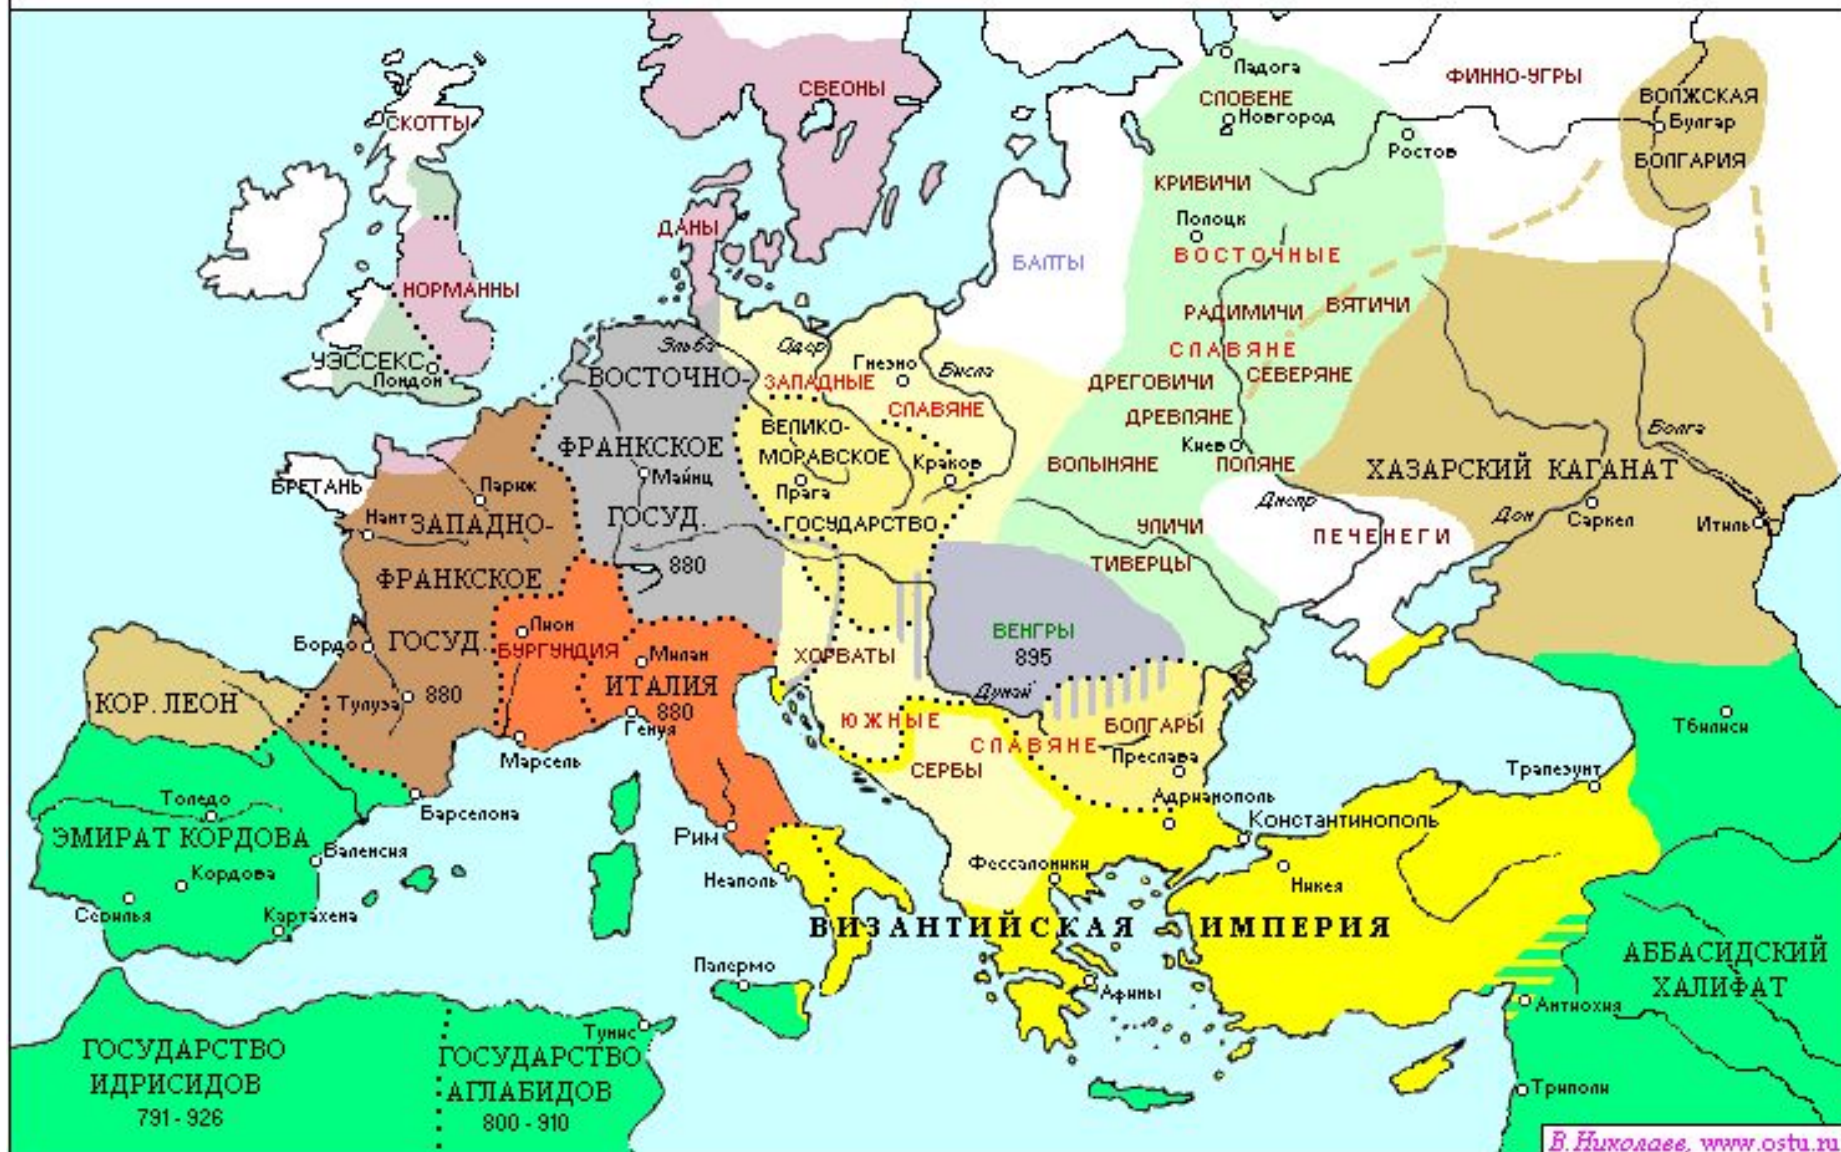 СВЕОНЫ
Ладога
ФИННО-УГРЫ
СКОТТЫ
СЛОВЕНЕ
Новгород
ВОЛЖСКАЯ
Булгар
БОЛГАРИЯ
Ростов
КРИВИЧИ
Полоцк
ДАНЫ
ВОСТОЧНЫЕ
БАЛТЫ
НОРМАННЫ
РАДИМИЧИ
ВЯТИЧИ
СЛАВЯНЕ
УЭССЕКС
Лондон
Эльба
Одер
Гнезно
Висла
ВОСТОЧНО-
ФРАНКСКОЕ
ГОСУД.
880
Майнц
ЗАПАДНЫЕ
СЛАВЯНЕ
ДРЕГОВИЧИ
СЕВЕРЯНЕ
ДРЕВЛЯНЕ
Киев
ПОЛЯНЕ
ВОЛЫНЯНЕ
ВЕЛИКО-
МОРАВСКОЕ
Прага
ГОСУДАРСТВО
Краков
Волга
ХАЗАРСКИЙ КАГАНАТ
Саркел
Итиль
Дон
Днепр
ПЕЧЕНЕГИ
УЛИЧИ
ТИВЕРЦЫ
БРЕТАНЬ
Париж
Нант
ЗАПАДНО-
ФРАНКСКОЕ
ГОСУД.
880
Бордо
Тулуза
Лион
БУРГУНДИЯ
Милан
ИТАЛИЯ
880
Генуя
Марсель
ХОРВАТЫ
ВЕНГРЫ
895
Дунай
КОР. ЛЕОН
ЮЖНЫЕ
СЛАВЯНЕ
БОЛГАРЫ
Преслава
СЕРБЫ
Тбилиси
Трапезунт
Адрианополь
Константинополь
Толедо
ЭМИРАТ КОРДОВА
Барселона
Валенсия
Кордова
Севилья
Картахена
Рим
Неаполь
Фессалоники
Никея
ВИЗАНТИЙСКАЯ ИМПЕРИЯ
Палермо
Афины
АББАСИДСКИЙ
ХАЛИФАТ
Антиохия
Триполи
ГОСУДАРСТВО
ИДРИСИДОВ
791 - 926
Тунис
ГОСУДАРСТВО
АГЛАБИДОВ
800 - 910
В.Николаев, www.ostu.ru